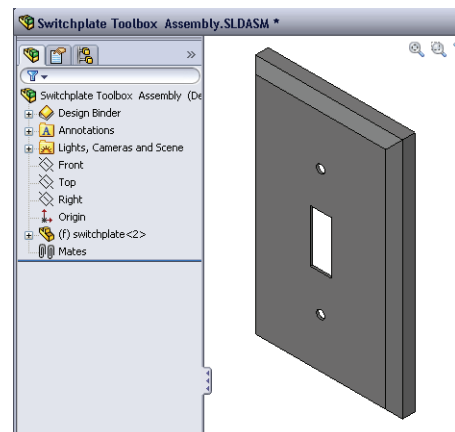 Switchplate Toolbox Assembly.SLDASM *
»
Switchplate Toolbox Assembly (De
Design Binder
A Annotations
Lights, Cameras and Scene
Front
Top
Right
Origin
(f) switchplate<2>
Mates